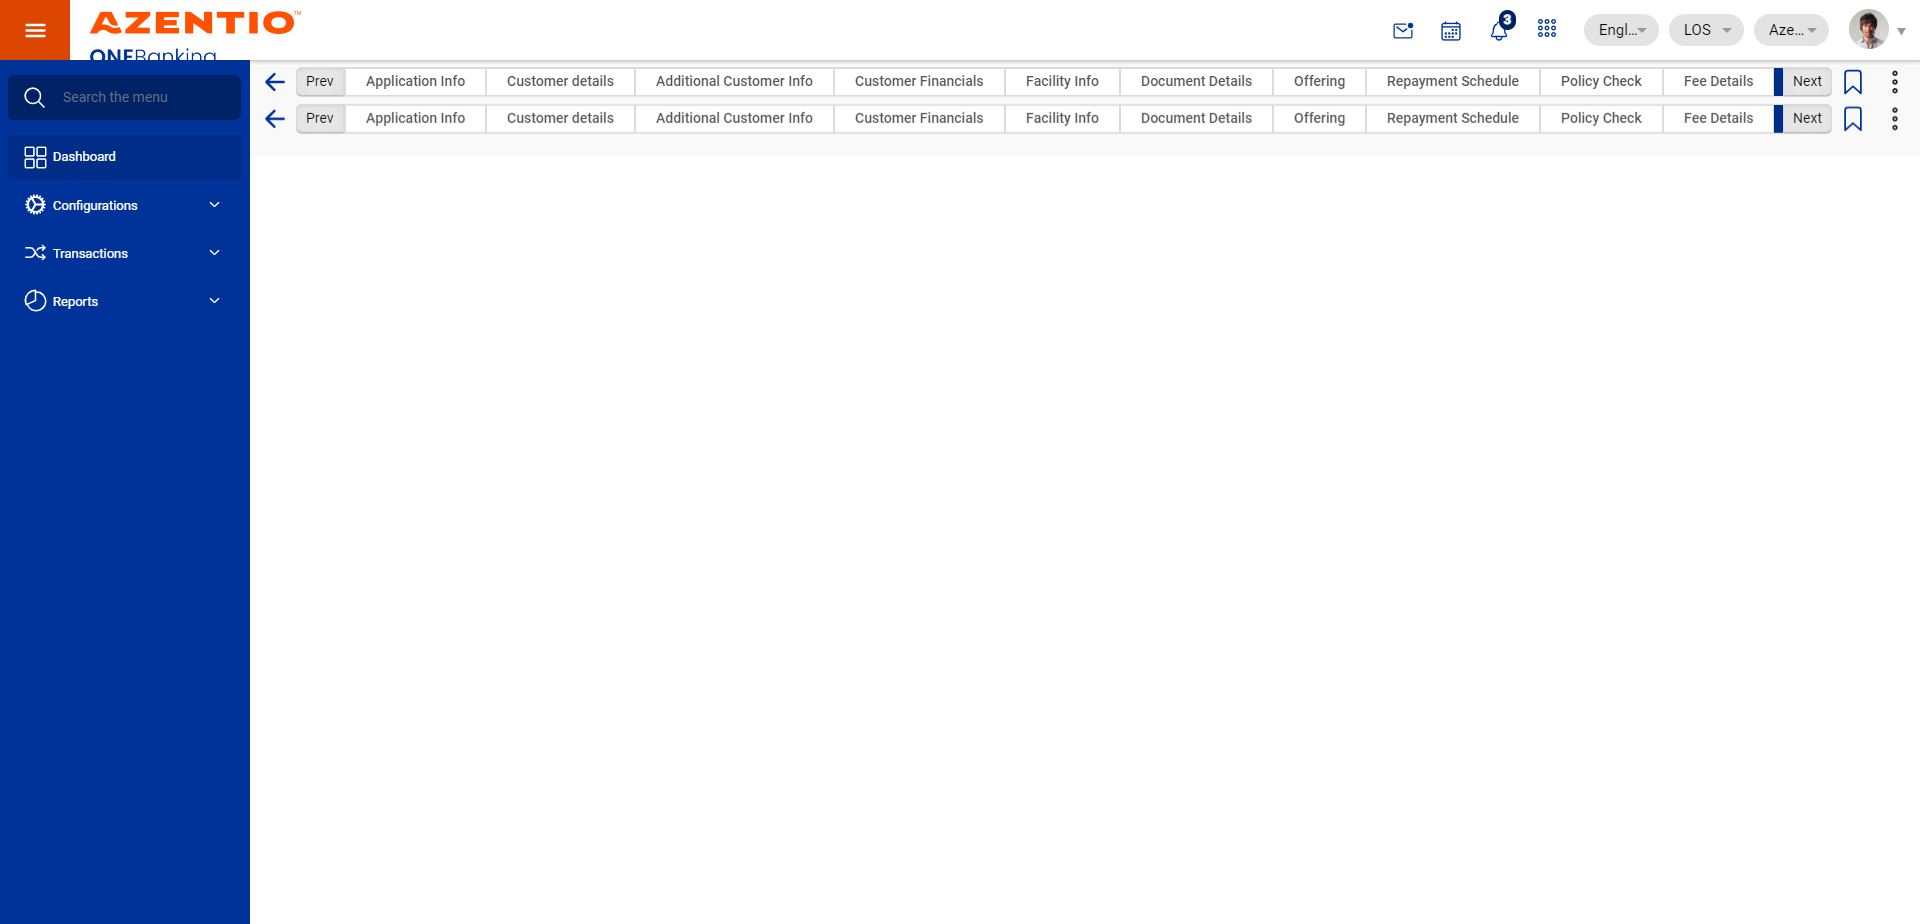 AZENTIO™
ONEBanking
3
Engl...
LOS
Aze...
Search the menu
Dashboard
Configurations
Transactions
Reports
Prev Application Info Customer details Additional Customer Info Customer Financials Facility Info Document Details Offering Repayment Schedule Policy Check Fee Details Next
Prev Application Info Customer details Additional Customer Info Customer Financials Facility Info Document Details Offering Repayment Schedule Policy Check Fee Details Next